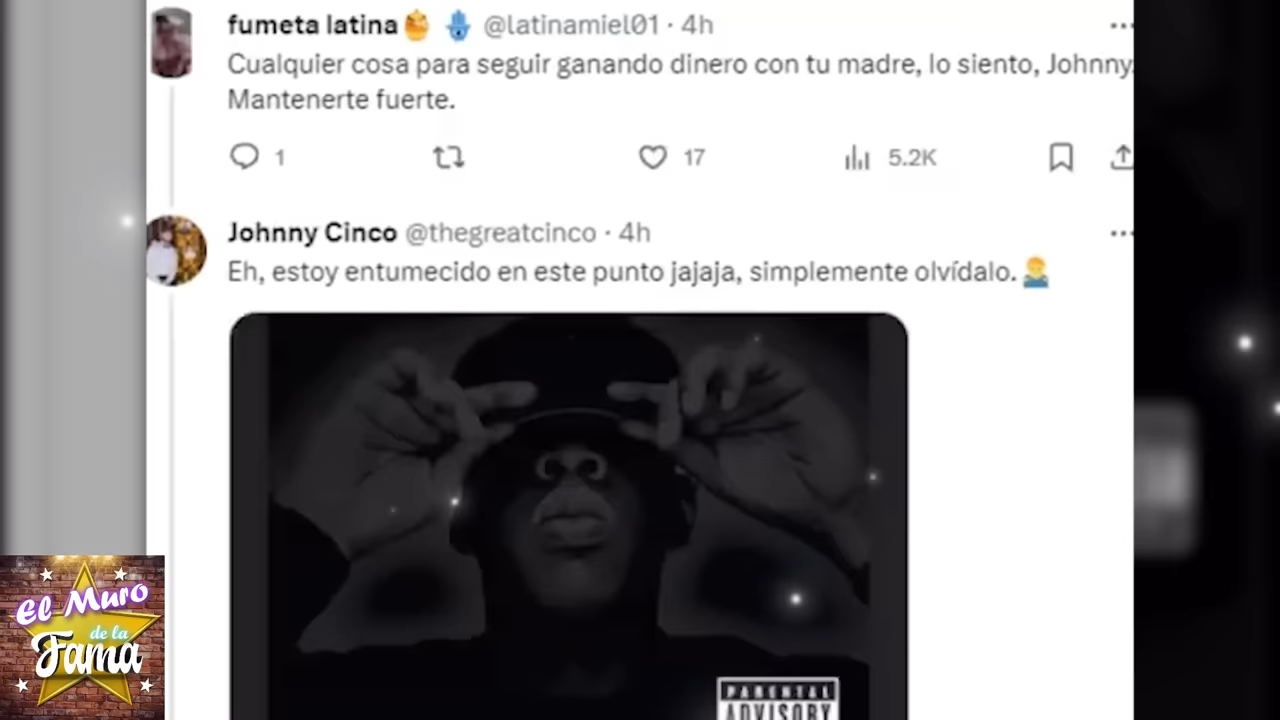 fumeta latina🍯 🪬 @latinamiel01 · 4h
Cualquier cosa para seguir ganando dinero con tu madre, lo siento, Johnny.
Mantenerte fuerte.
1 17 5.2K
Johnny Cinco @thegreatcinco · 4h
Eh, estoy entumecido en este punto jajaja, simplemente olvídalo. 🤷‍♂️
PARENTAL
ADVISORY
El Muro
de la
Fama